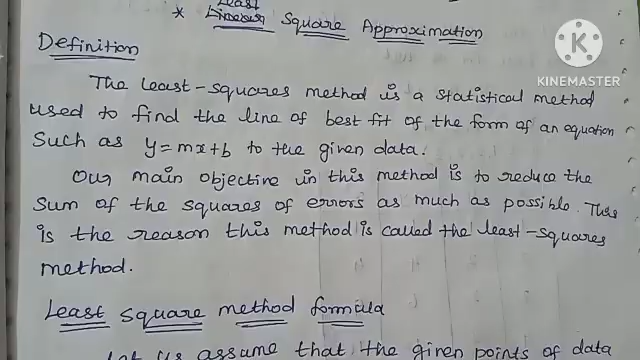 Least
* Linear Square Approximation
Definition
KINEMASTER
The least-squares method is a statistical method
used to find the line of best fit of the form of an equation
Such as y=mx+b to the given data.
Our main objective in this method is to reduce the
Sum of the squares of errors as much as possible. This
is the reason this method is called the least-squares
method.
Least square method formula
Let us assume that the given points of data